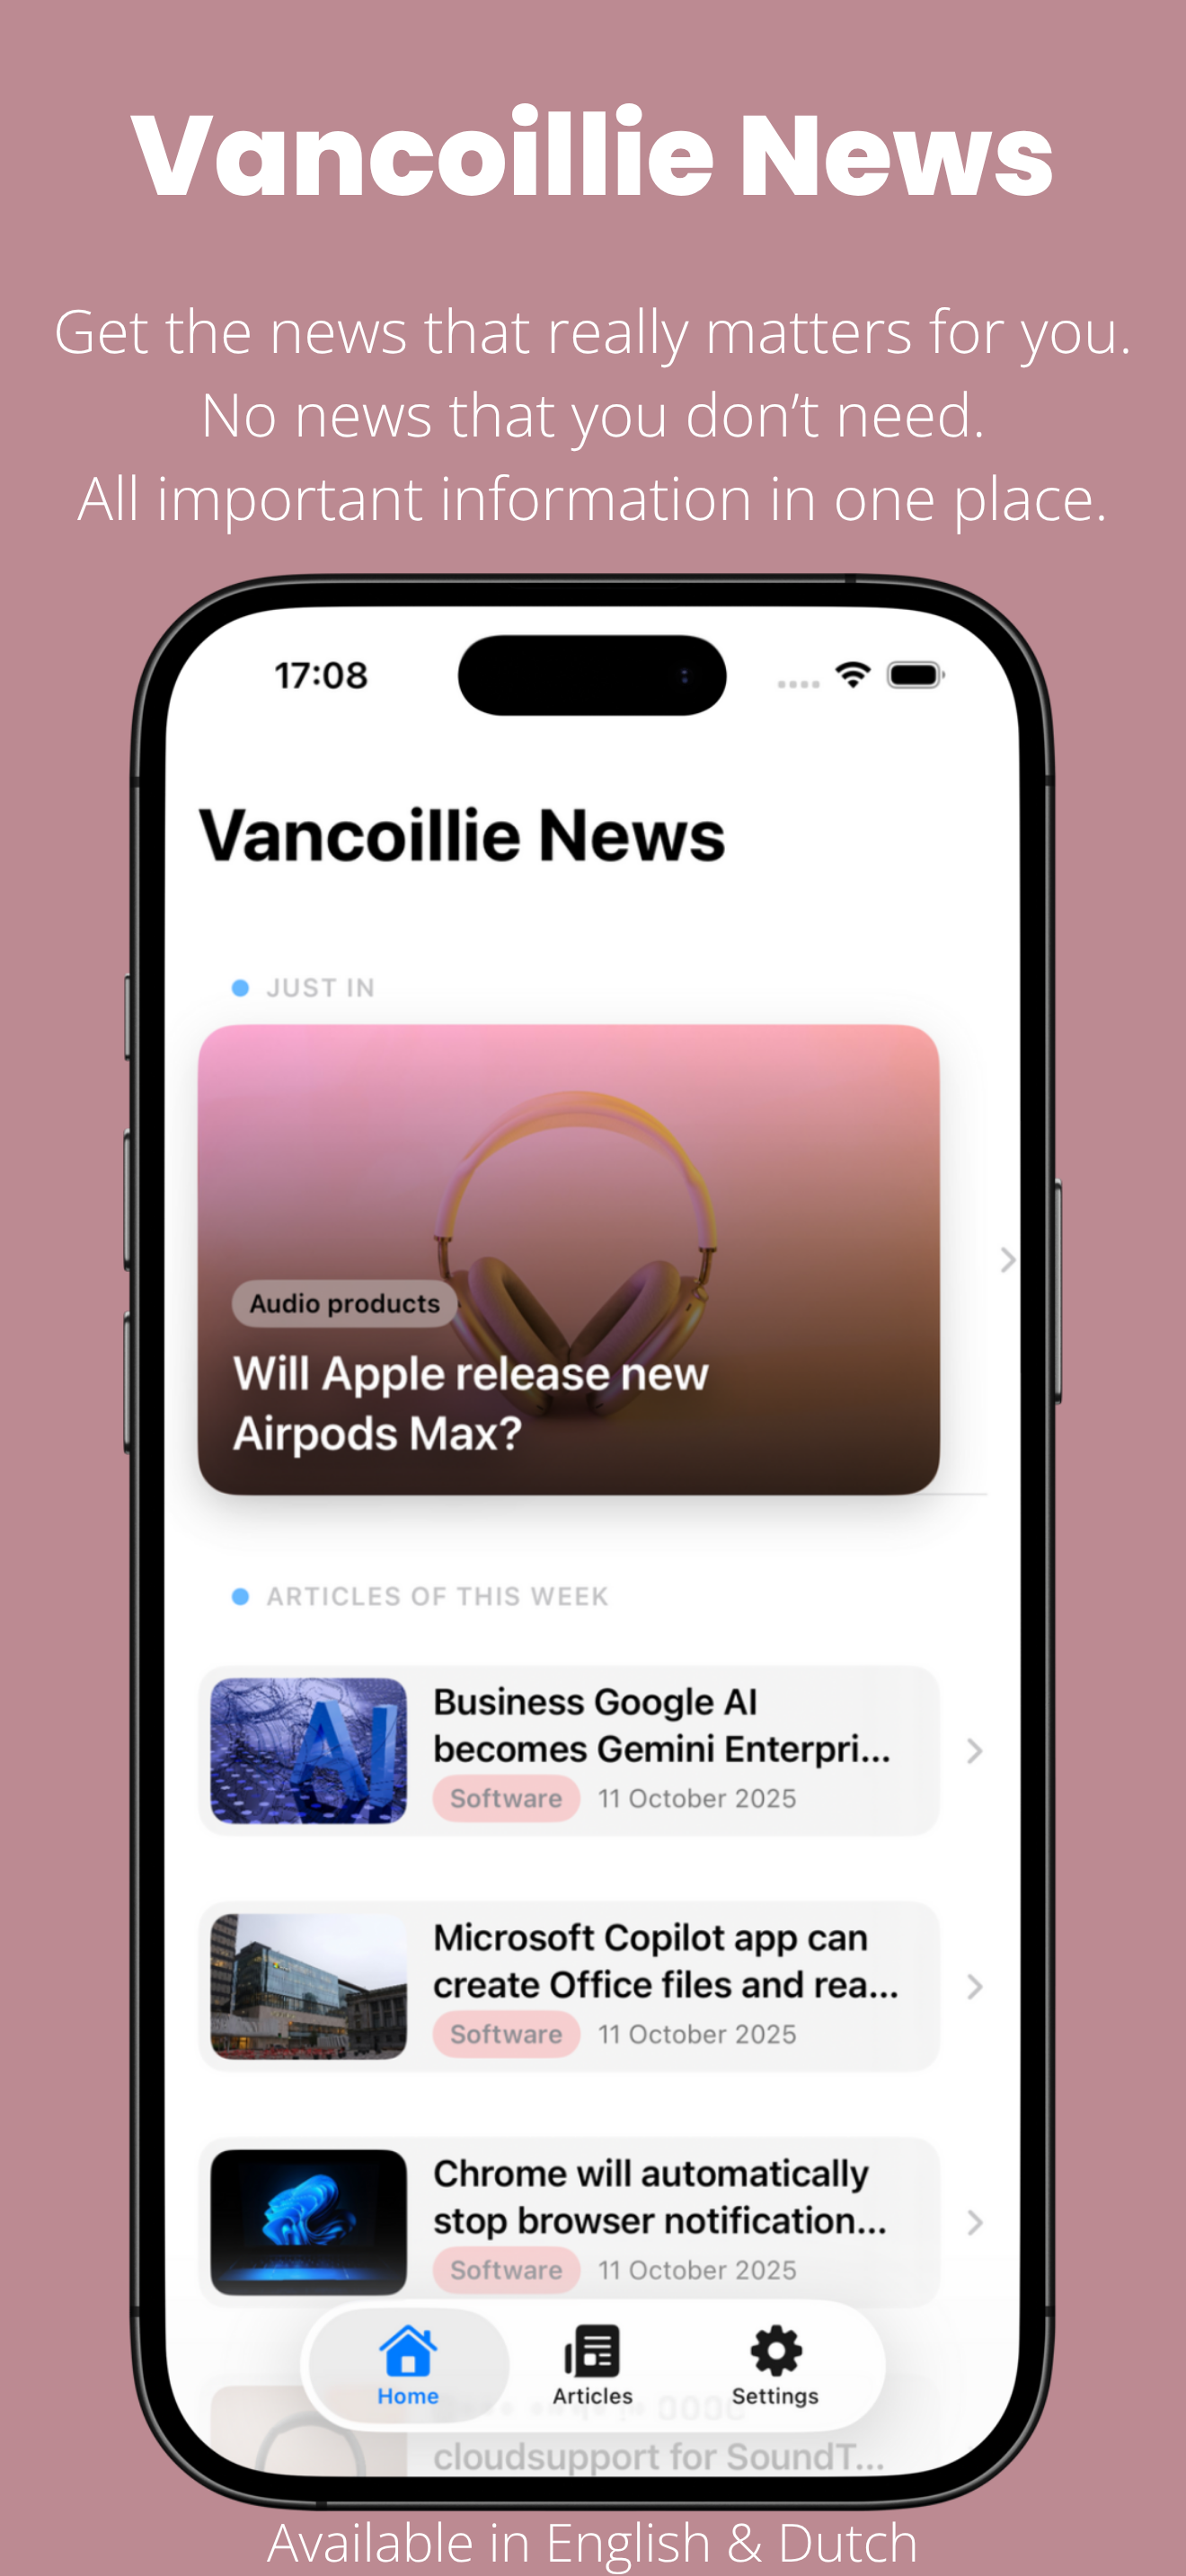 Vancoillie News
Get the news that really matters for you.
No news that you don’t need.
All important information in one place.
17:08
Vancoillie News
JUST IN
Audio products
Will Apple release new
Airpods Max?
ARTICLES OF THIS WEEK
AI
Business Google AI
becomes Gemini Enterpri...
Software 11 October 2025
Microsoft Copilot app can
create Office files and rea...
Software 11 October 2025
Chrome will automatically
stop browser notification...
Software 11 October 2025
Home Articles Settings
cloudsupport for SoundT...
Available in English & Dutch